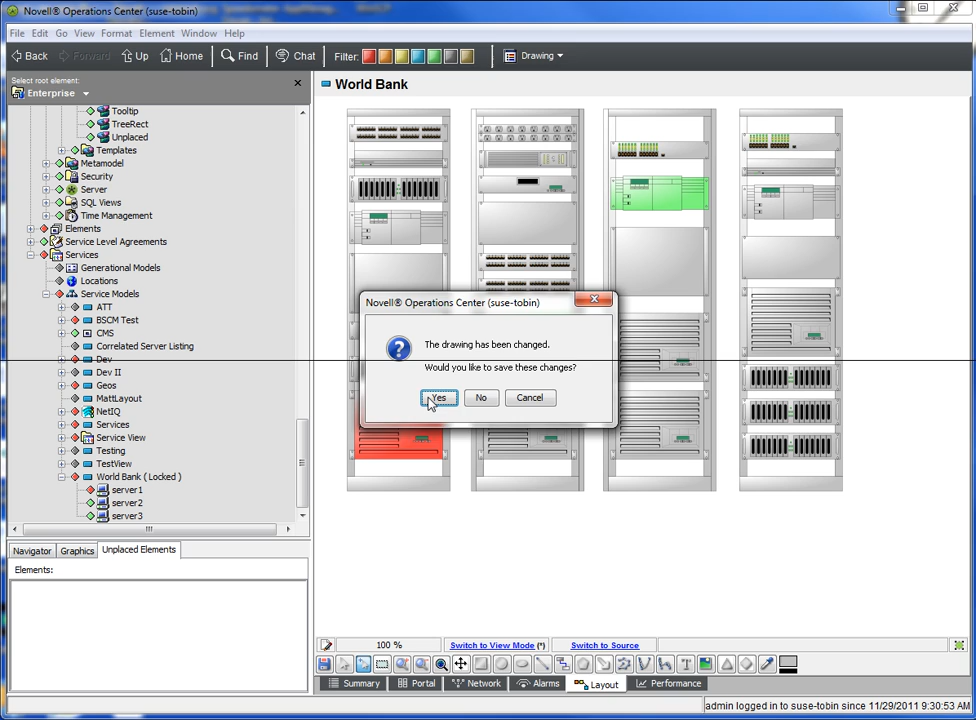 Novell® Operations Center (suse-tobin)
File Edit Go View Format Element Window Help
Back Forward Up Home Find Chat Filter: Drawing
Select root element:
Enterprise
World Bank
Tooltip
TreeRect
Unplaced
Templates
Metamodel
Security
Server
SQL Views
Time Management
Elements
Service Level Agreements
Services
Generational Models
Locations
Service Models
ATT
BSCM Test
CMS
Correlated Server Listing
Dev
Dev II
Geos
MattLayout
NetIQ
Services
Service View
Testing
TestView
World Bank ( Locked )
server1
server2
server3
Novell® Operations Center (suse-tobin)
The drawing has been changed.
Would you like to save these changes?
Yes No Cancel
Navigator Graphics Unplaced Elements
Elements:
100 % Switch to View Mode (*) Switch to Source
Summary Portal Network Alarms Layout Performance
admin logged in to suse-tobin since 11/29/2011 9:30:53 AM